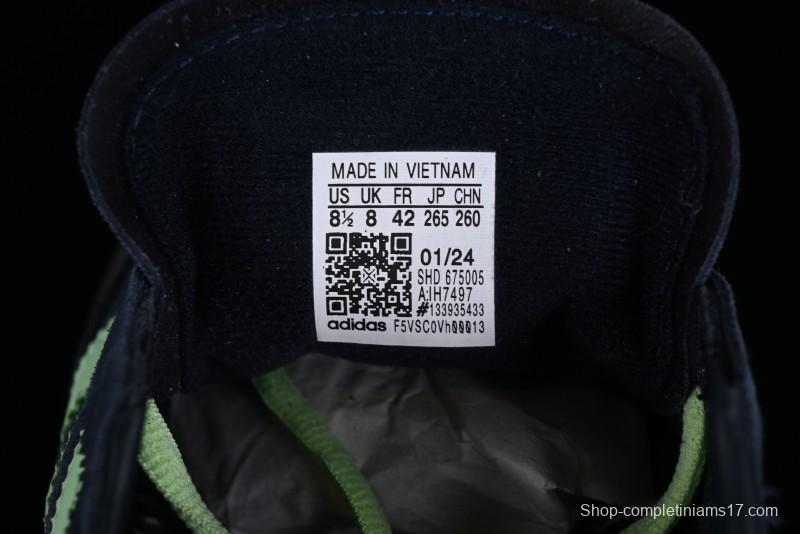 MADE IN VIETNAM
US UK FR JP CHN
8½ 8 42 265 260
01/24
SHD 675005
A:IH7497
#133935433
adidas F5VSC0Vh00013
Shop-completiniams17.com